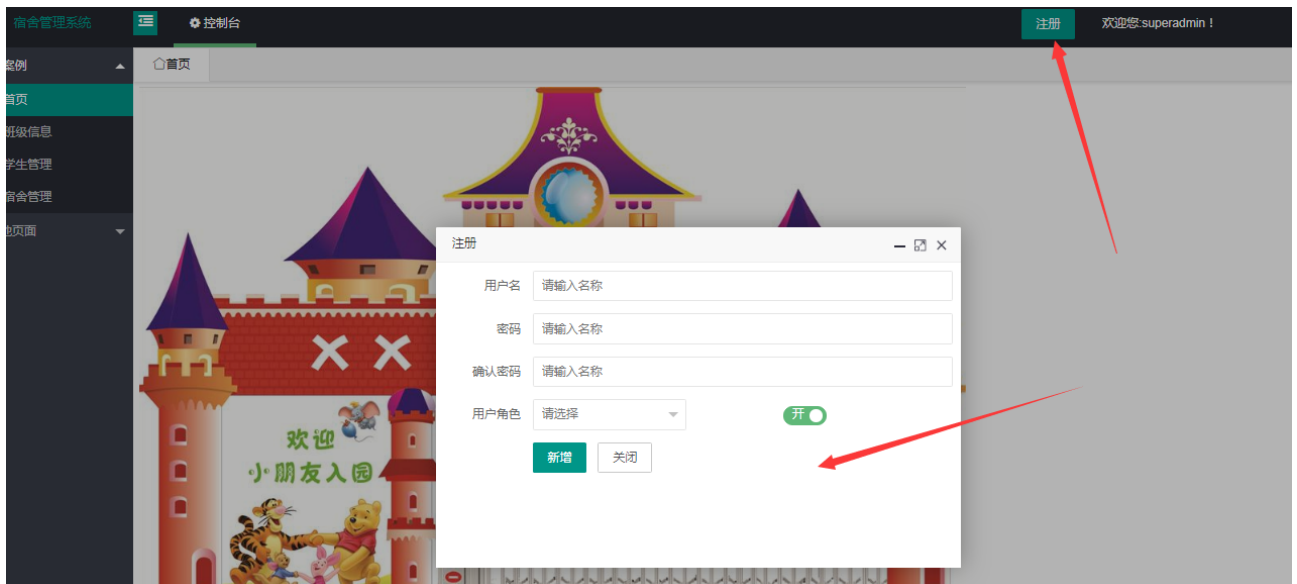 宿舍管理系统
控制台
注册
欢迎您:superadmin！
案例
首页
首页
班级信息
学生管理
宿舍管理
页面
注册
用户名
请输入名称
密码
请输入名称
确认密码
请输入名称
用户角色
请选择
开
新增
关闭
欢迎
小朋友入园